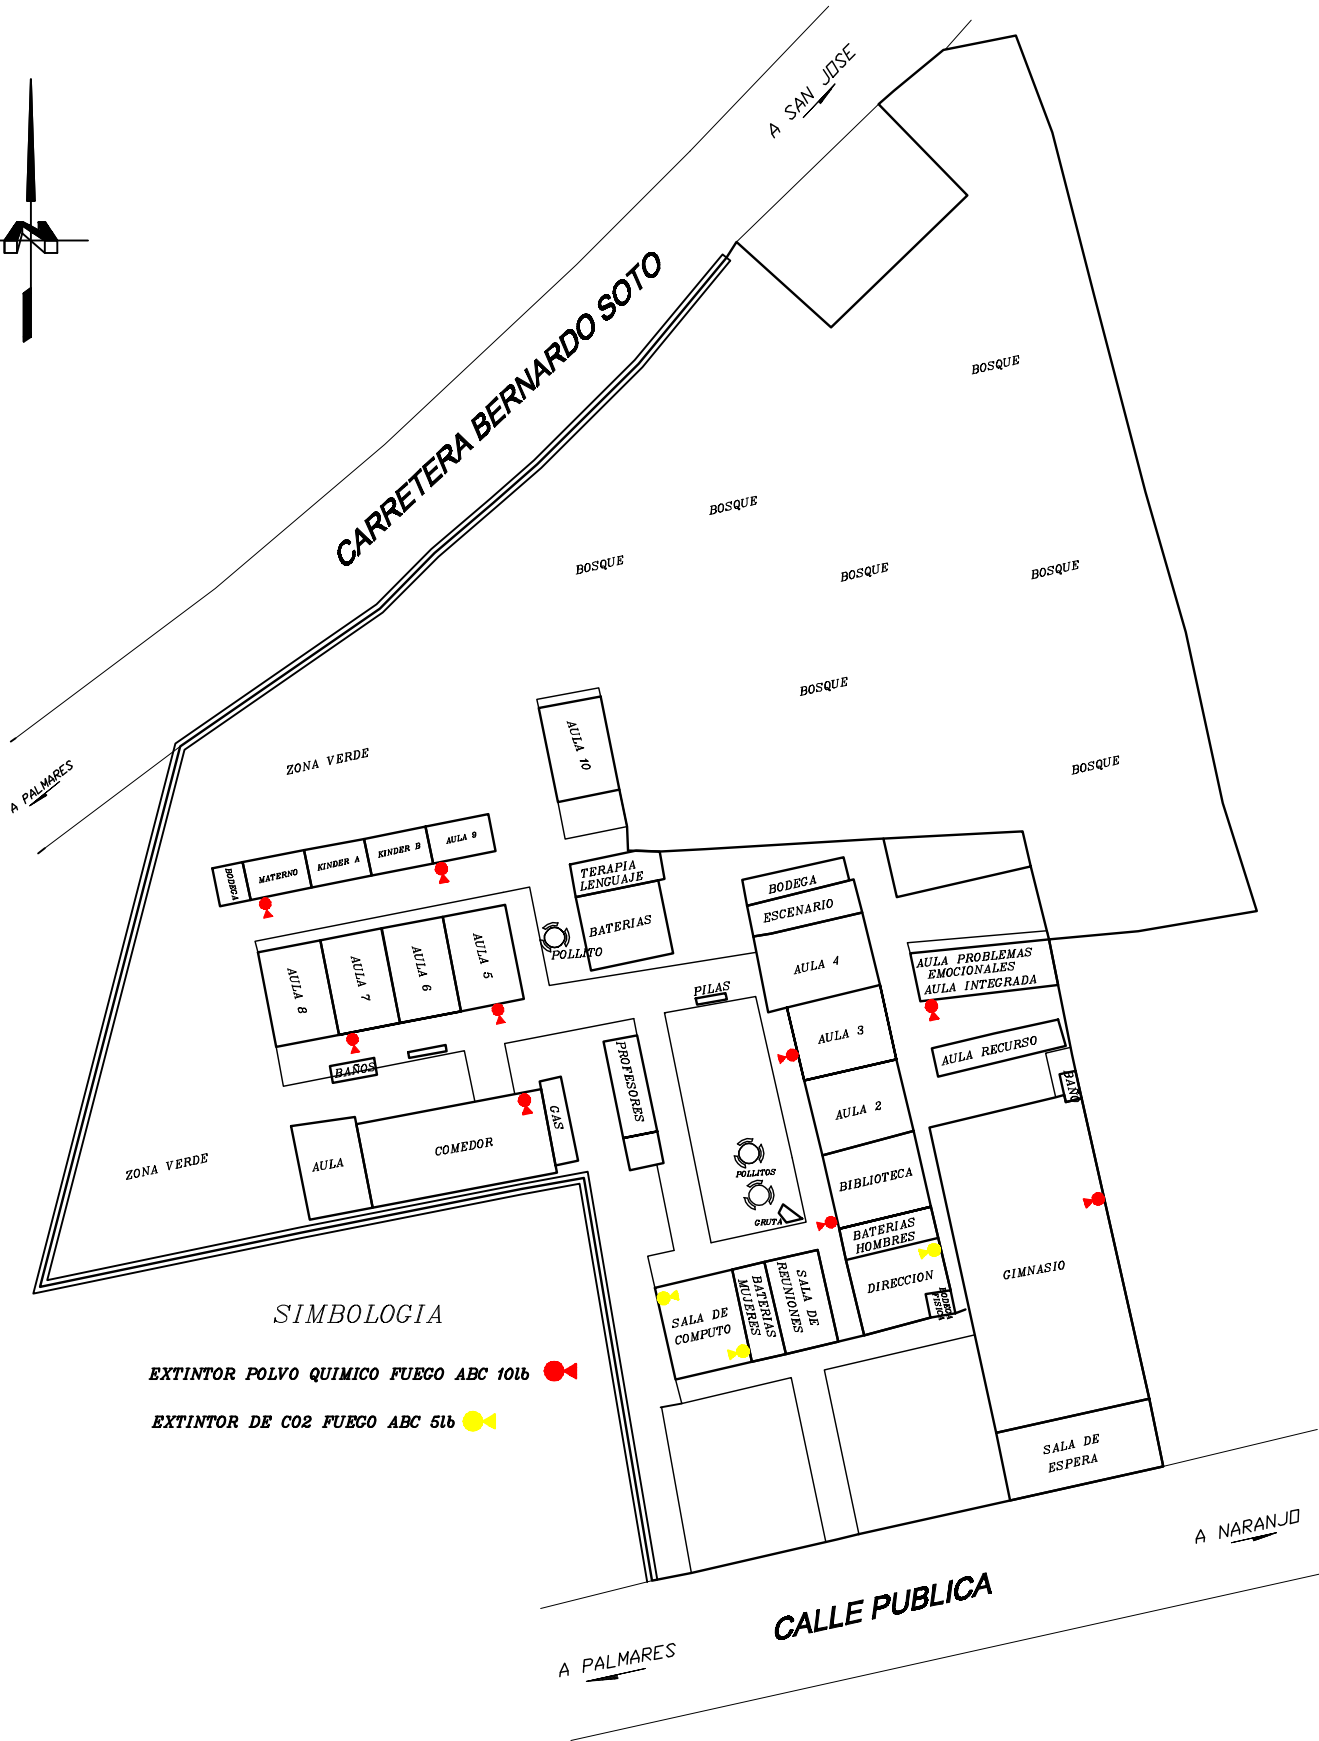 A SAN JOSE
N
CARRETERA BERNARDO SOTO
BOSQUE
BOSQUE
BOSQUE
BOSQUE
BOSQUE
BOSQUE
BOSQUE
A PALMARES
ZONA VERDE
AULA 10
BODEGA
MATERNO
KINDER A
KINDER B
AULA 9
TERAPIA
LENGUAJE
BATERIAS
POLLITO
BODEGA
ESCENARIO
AULA 4
AULA 3
AULA 2
BIBLIOTECA
BATERIAS
HOMBRES
DIRECCION
BODEGA
FISICA
AULA 8
AULA 7
AULA 6
AULA 5
BAÑOS
PILAS
PROFESORES
GAS
COMEDOR
AULA
ZONA VERDE
AULA PROBLEMAS
EMOCIONALES
AULA INTEGRADA
AULA RECURSO
BAÑO
POLLITOS
GRUTA
GIMNASIO
SALA DE
COMPUTO
BATERIAS
MUJERES
SALA DE
REUNIONES
SALA DE
ESPERA
SIMBOLOGIA
EXTINTOR POLVO QUIMICO FUEGO ABC 10lb
EXTINTOR DE CO2 FUEGO ABC 5lb
A NARANJO
CALLE PUBLICA
A PALMARES